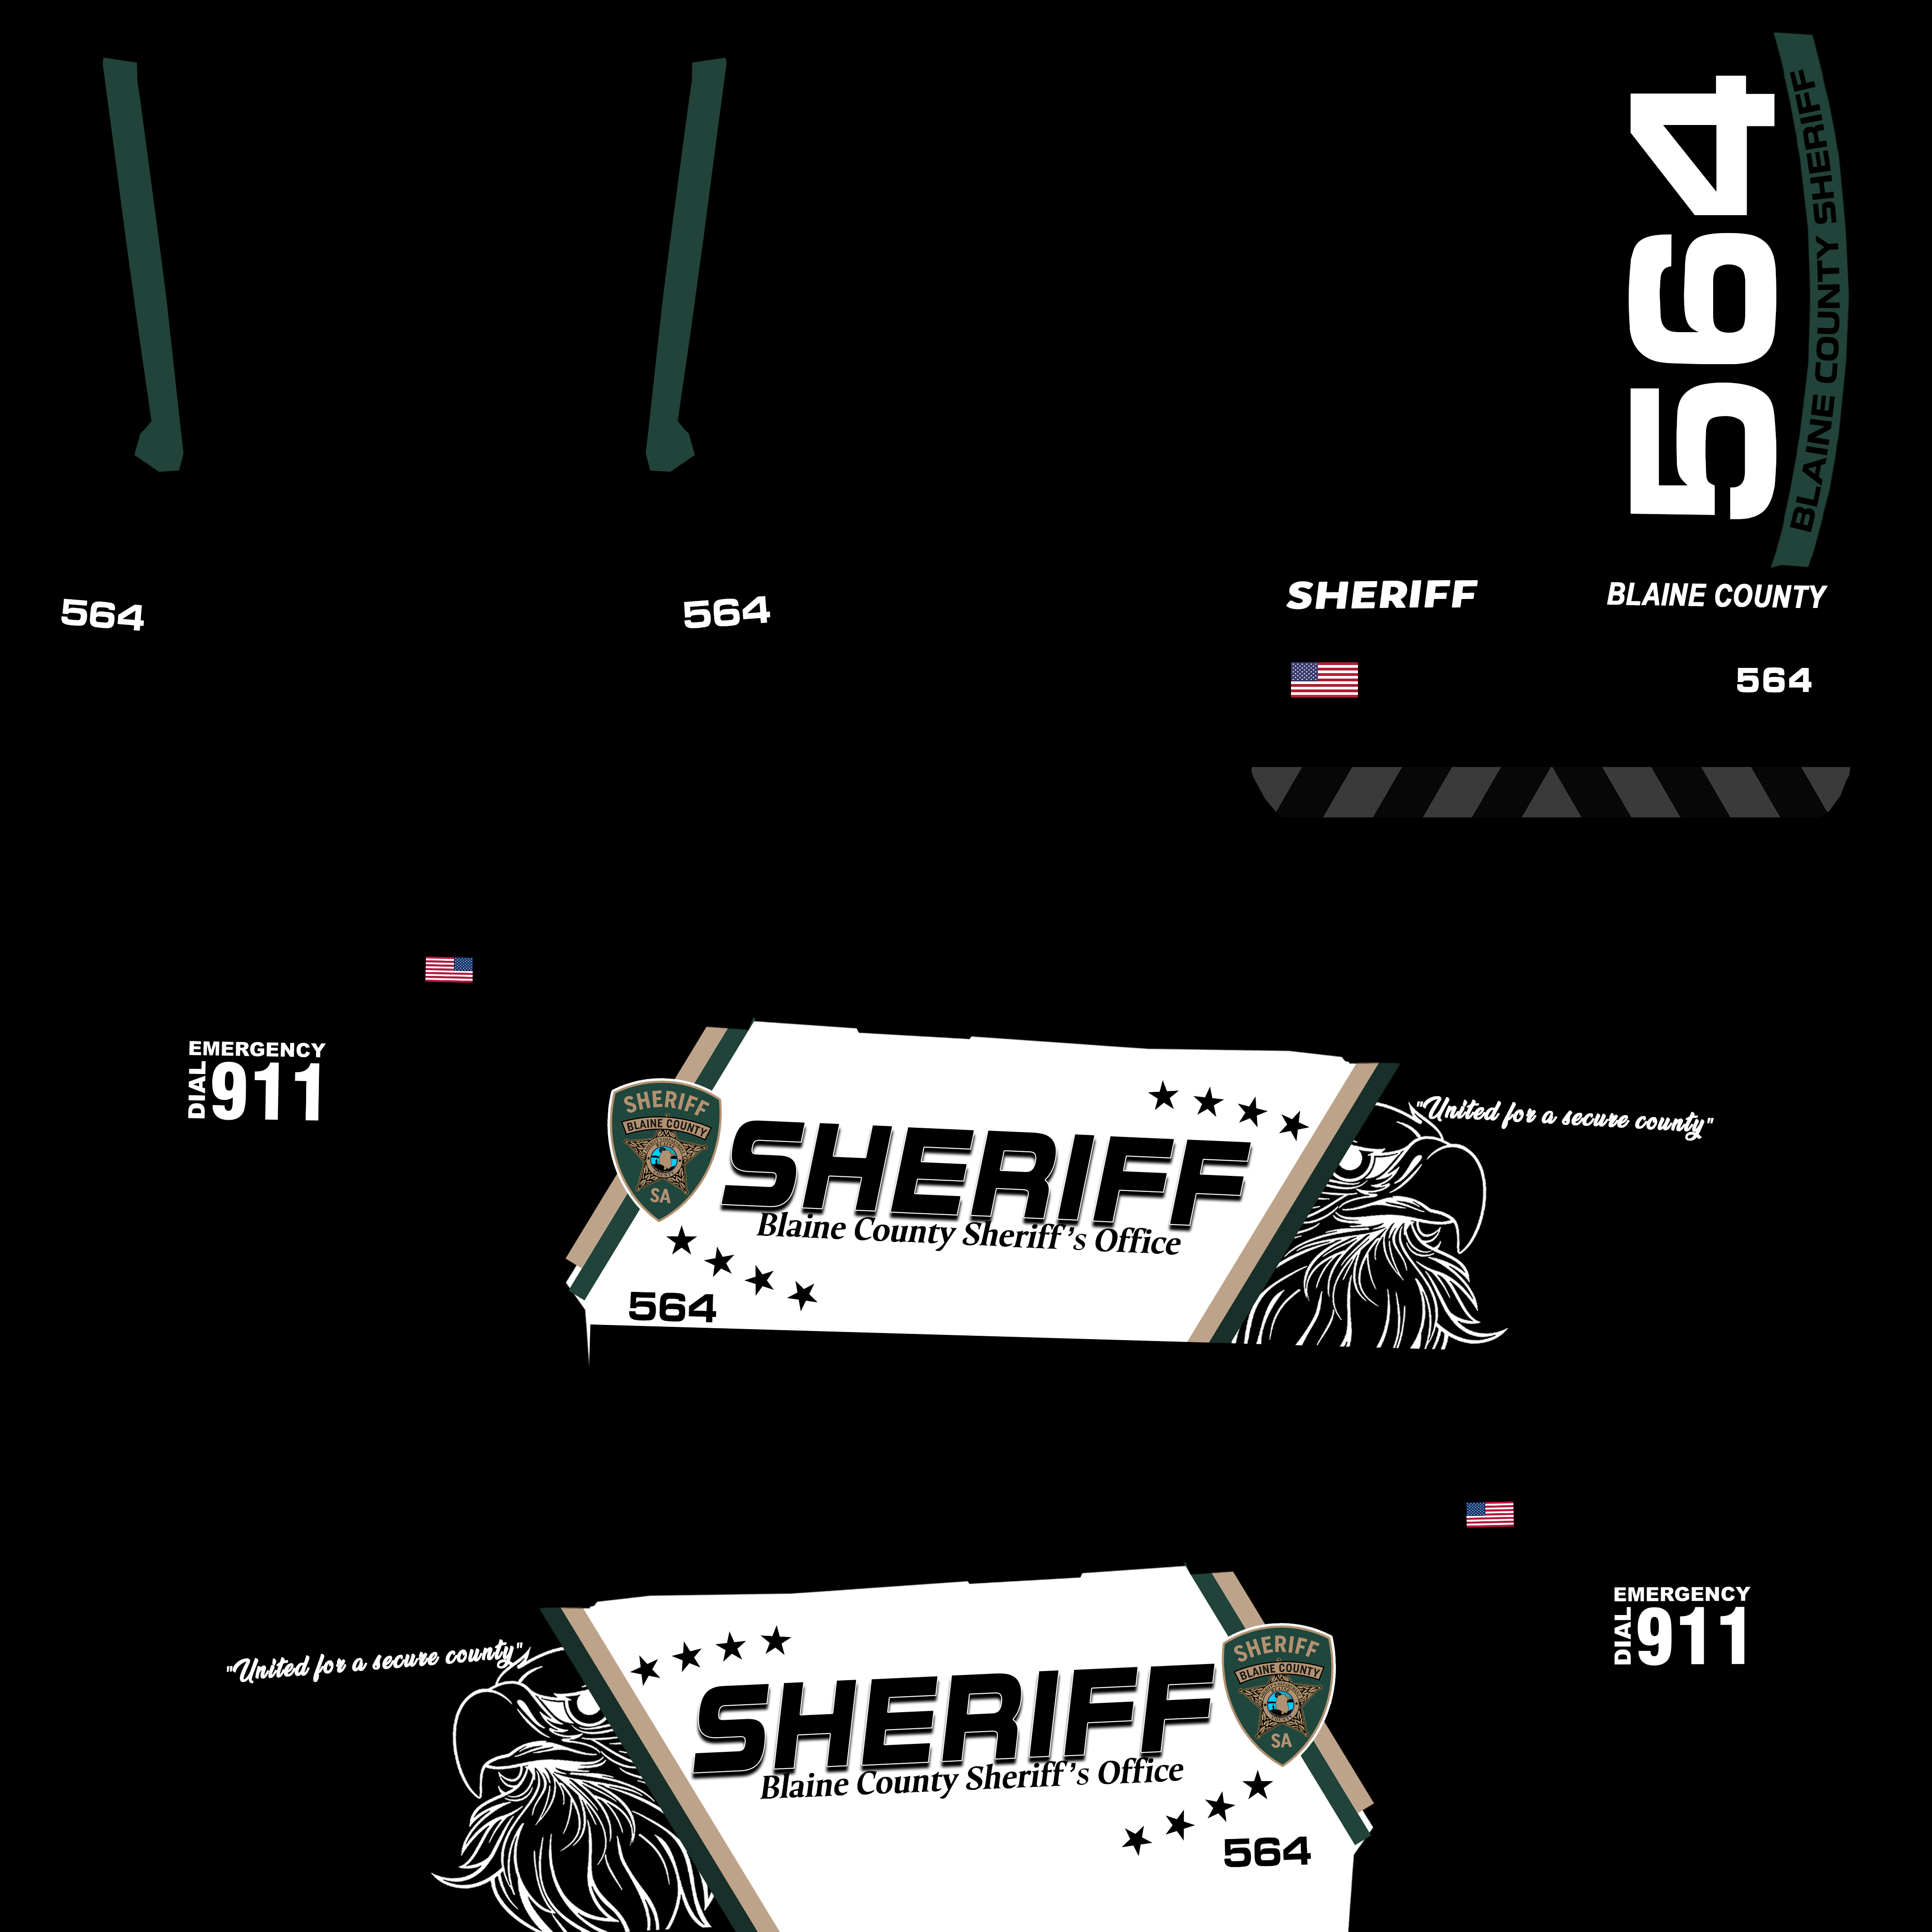 564
BLAINE COUNTY SHERIFF
564
564
SHERIFF
BLAINE COUNTY
564
EMERGENCY
DIAL
911
SHERIFF
BLAINE COUNTY
SA
SHERIFF
Blaine County Sheriff's Office
564
"United for a secure county"
EMERGENCY
DIAL
911
"United for a secure county"
SHERIFF
Blaine County Sheriff's Office
SHERIFF
BLAINE COUNTY
SA
564